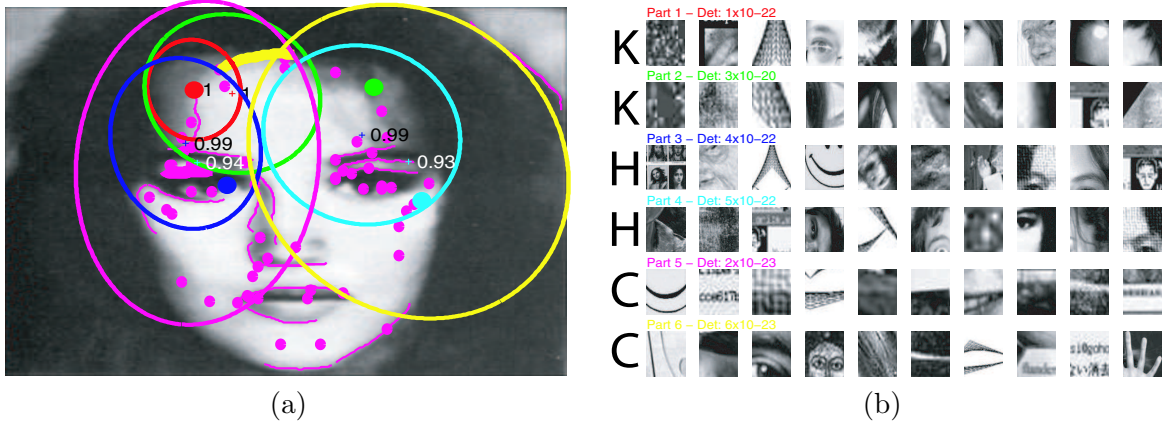 1
1
0.99
0.99
0.94
0.93
(a)
Part 1 – Det: 1x10–22
K
Part 2 – Det: 3x10–20
K
Part 3 – Det: 4x10–22
H
Part 4 – Det: 5x10–22
H
Part 5 – Det: 2x10–23
C
Part 6 – Det: 6x10–23
C
(b)